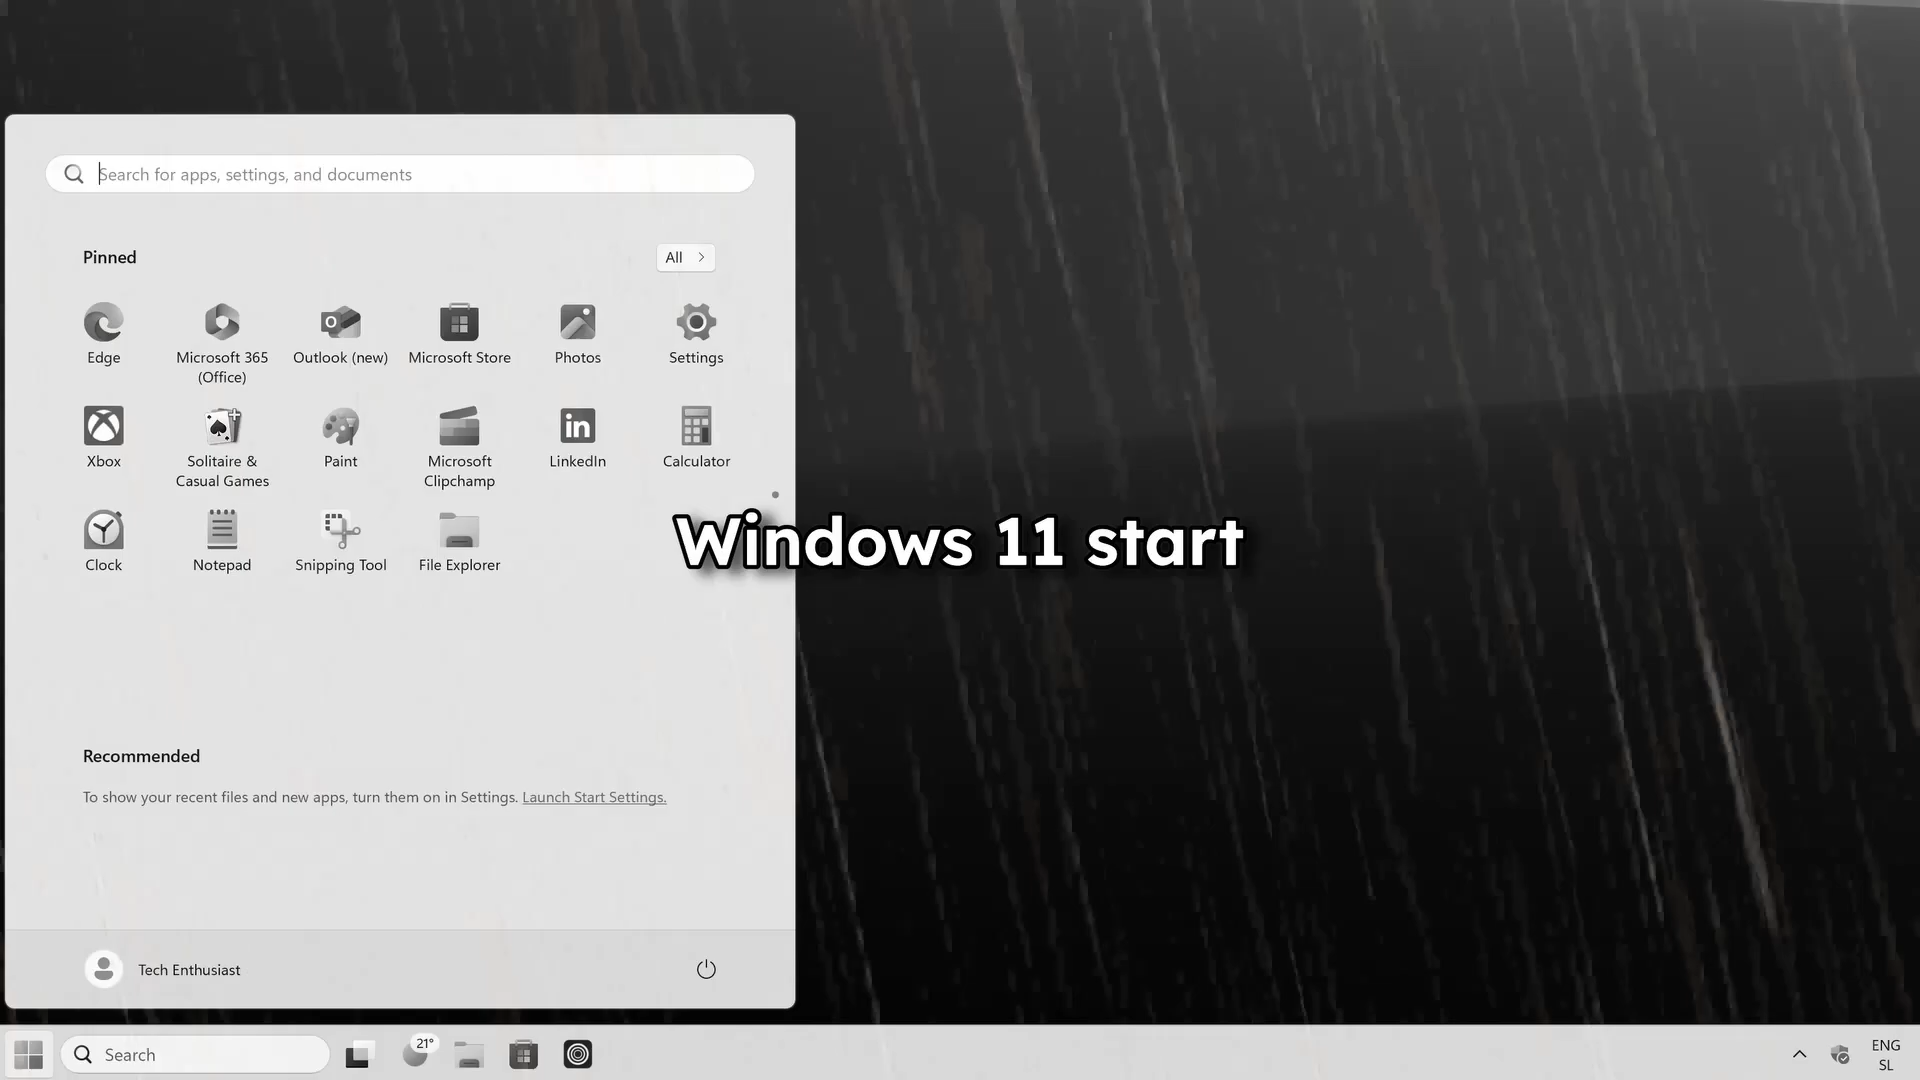 Search for apps, settings, and documents
Pinned
All
Edge
Microsoft 365
(Office)
Outlook (new)
Microsoft Store
Photos
Settings
Xbox
Solitaire &
Casual Games
Paint
Microsoft
Clipchamp
LinkedIn
Calculator
Clock
Notepad
Snipping Tool
File Explorer
Windows 11 start
Recommended
To show your recent files and new apps, turn them on in Settings. Launch Start Settings.
Tech Enthusiast
Search
21°
ENG
SL